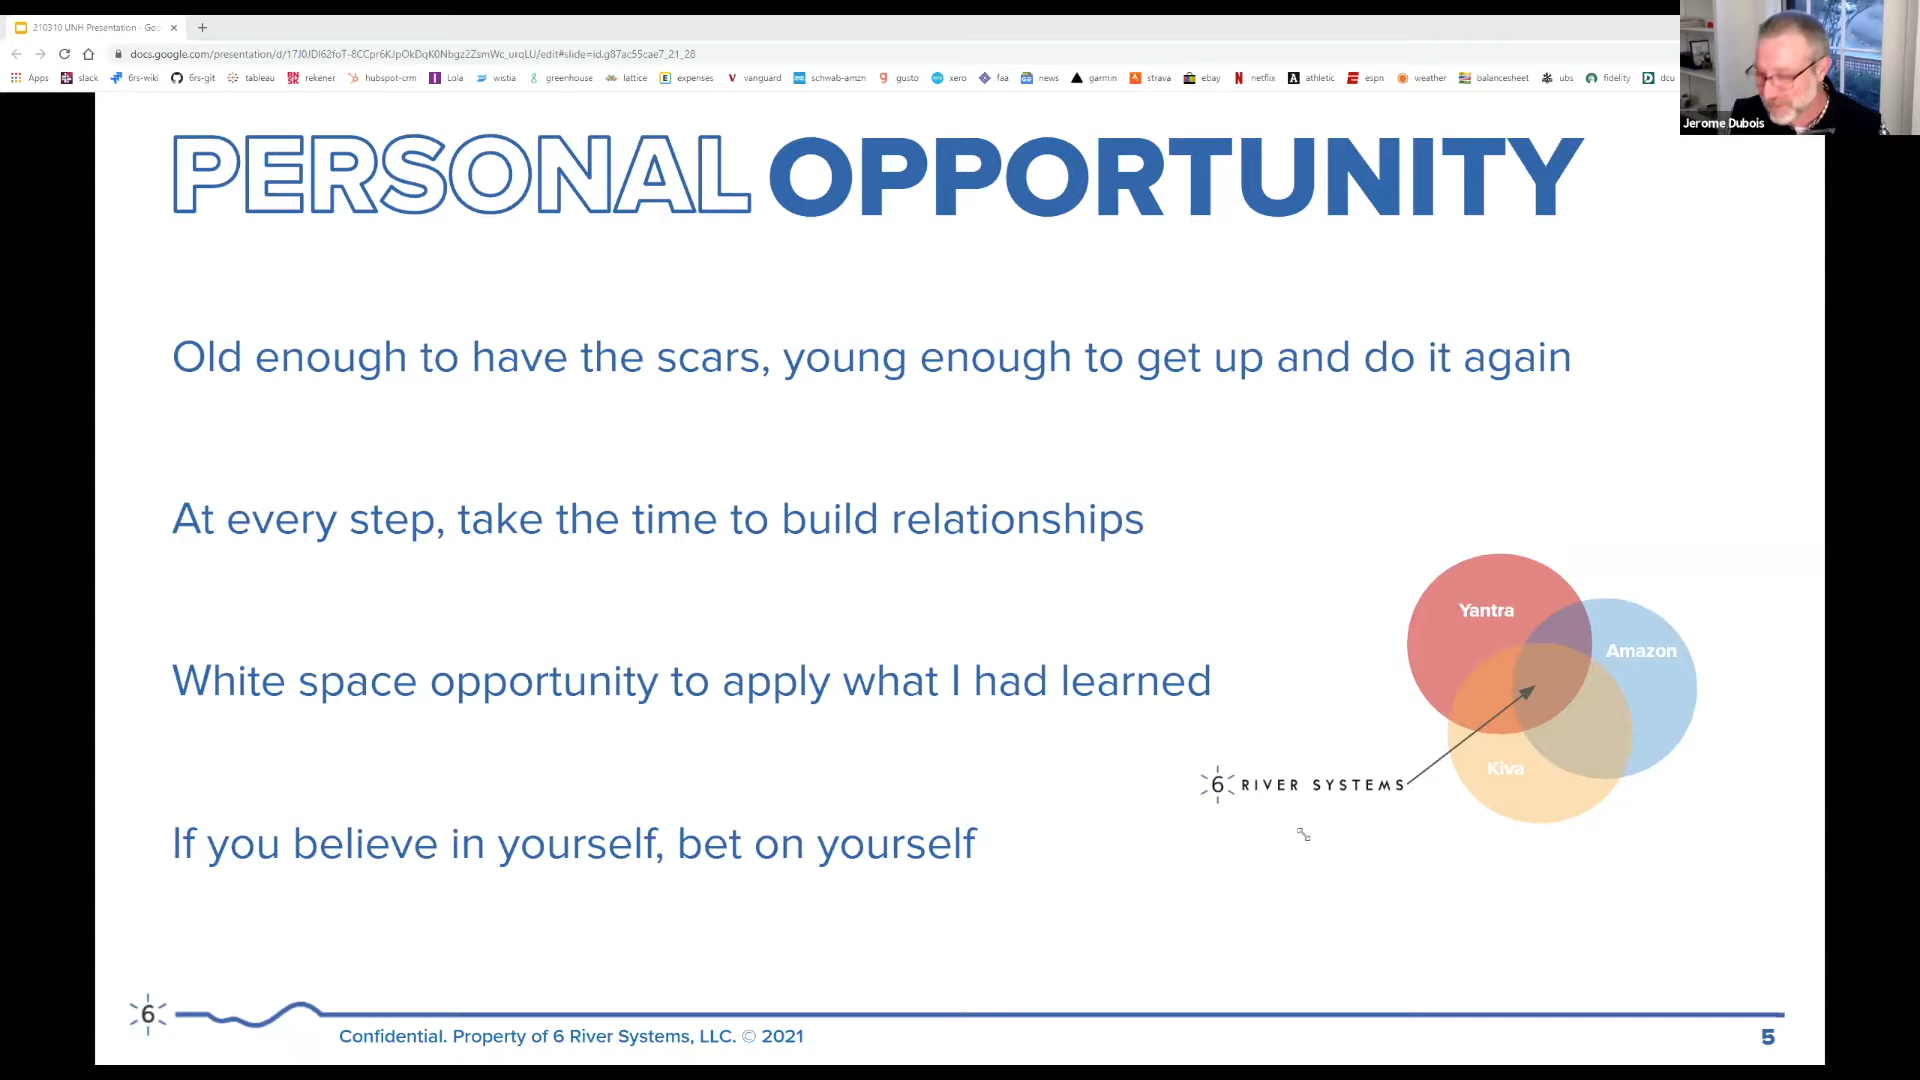 210310 UNH Presentation - Goo
docs.google.com/presentation/d/17J0JDI62foT-8CCpr6KJpOkDqK0Nbgz2ZsmWc_urqLU/edit#slide=id.g87ac55cae7_21_28
Apps slack 6rs-wiki 6rs-git tableau rekener hubspot-crm Lola wistia greenhouse lattice expenses vanguard schwab-amzn gusto xero faa news garmin strava ebay netflix athletic espn weather balancesheet ubs fidelity dcu
Jerome Dubois
PERSONAL OPPORTUNITY
Old enough to have the scars, young enough to get up and do it again
At every step, take the time to build relationships
Yantra
Amazon
White space opportunity to apply what I had learned
Kiva
6 RIVER SYSTEMS
If you believe in yourself, bet on yourself
6
Confidential. Property of 6 River Systems, LLC. © 2021
5